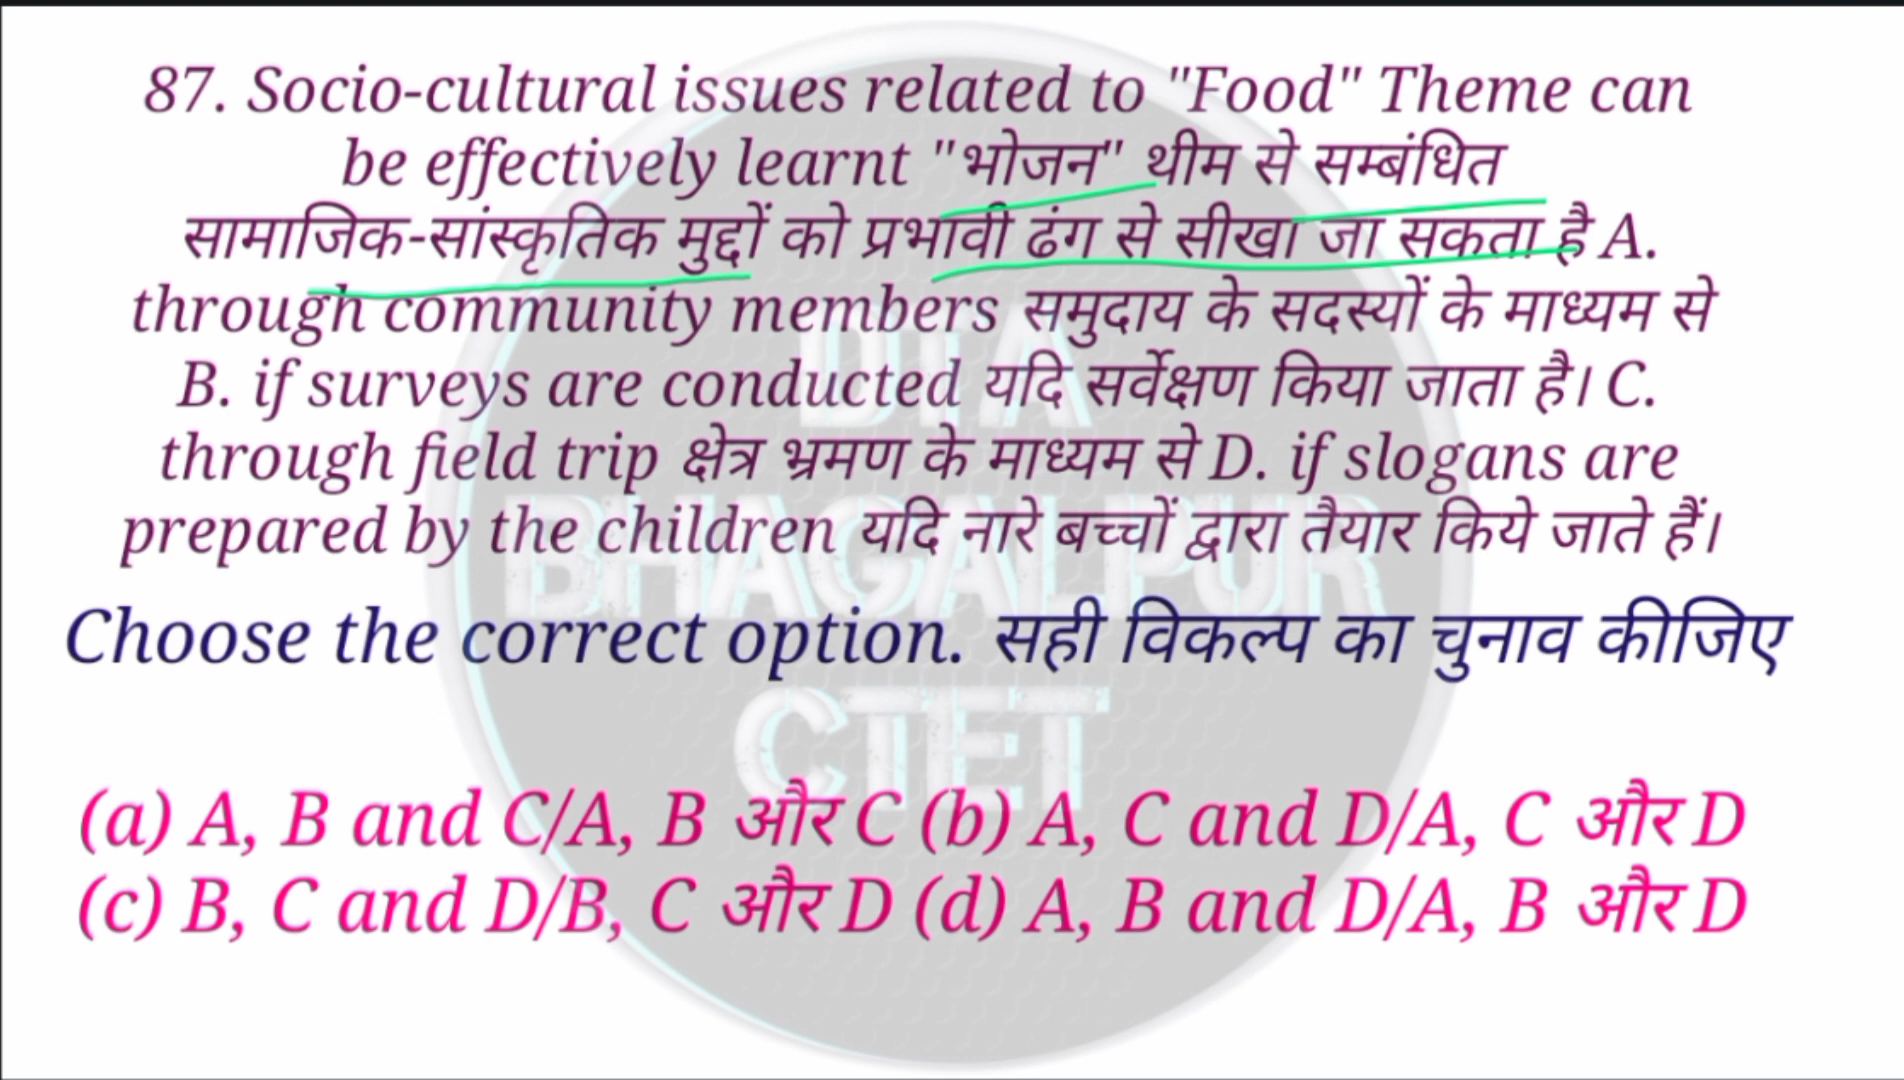 87. Socio-cultural issues related to "Food" Theme can
be effectively learnt "भोजन" थीम से सम्बंधित
सामाजिक-सांस्कृतिक मुद्दों को प्रभावी ढंग से सीखा जा सकता है A.
through community members समुदाय के सदस्यों के माध्यम से
B. if surveys are conducted यदि सर्वेक्षण किया जाता है। C.
through field trip क्षेत्र भ्रमण के माध्यम से D. if slogans are
prepared by the children यदि नारे बच्चों द्वारा तैयार किये जाते हैं।
Choose the correct option. सही विकल्प का चुनाव कीजिए
(a) A, B and C/A, B और C (b) A, C and D/A, C और D
(c) B, C and D/B, C और D (d) A, B and D/A, B और D
DTA
BHAGALPUR
CTET